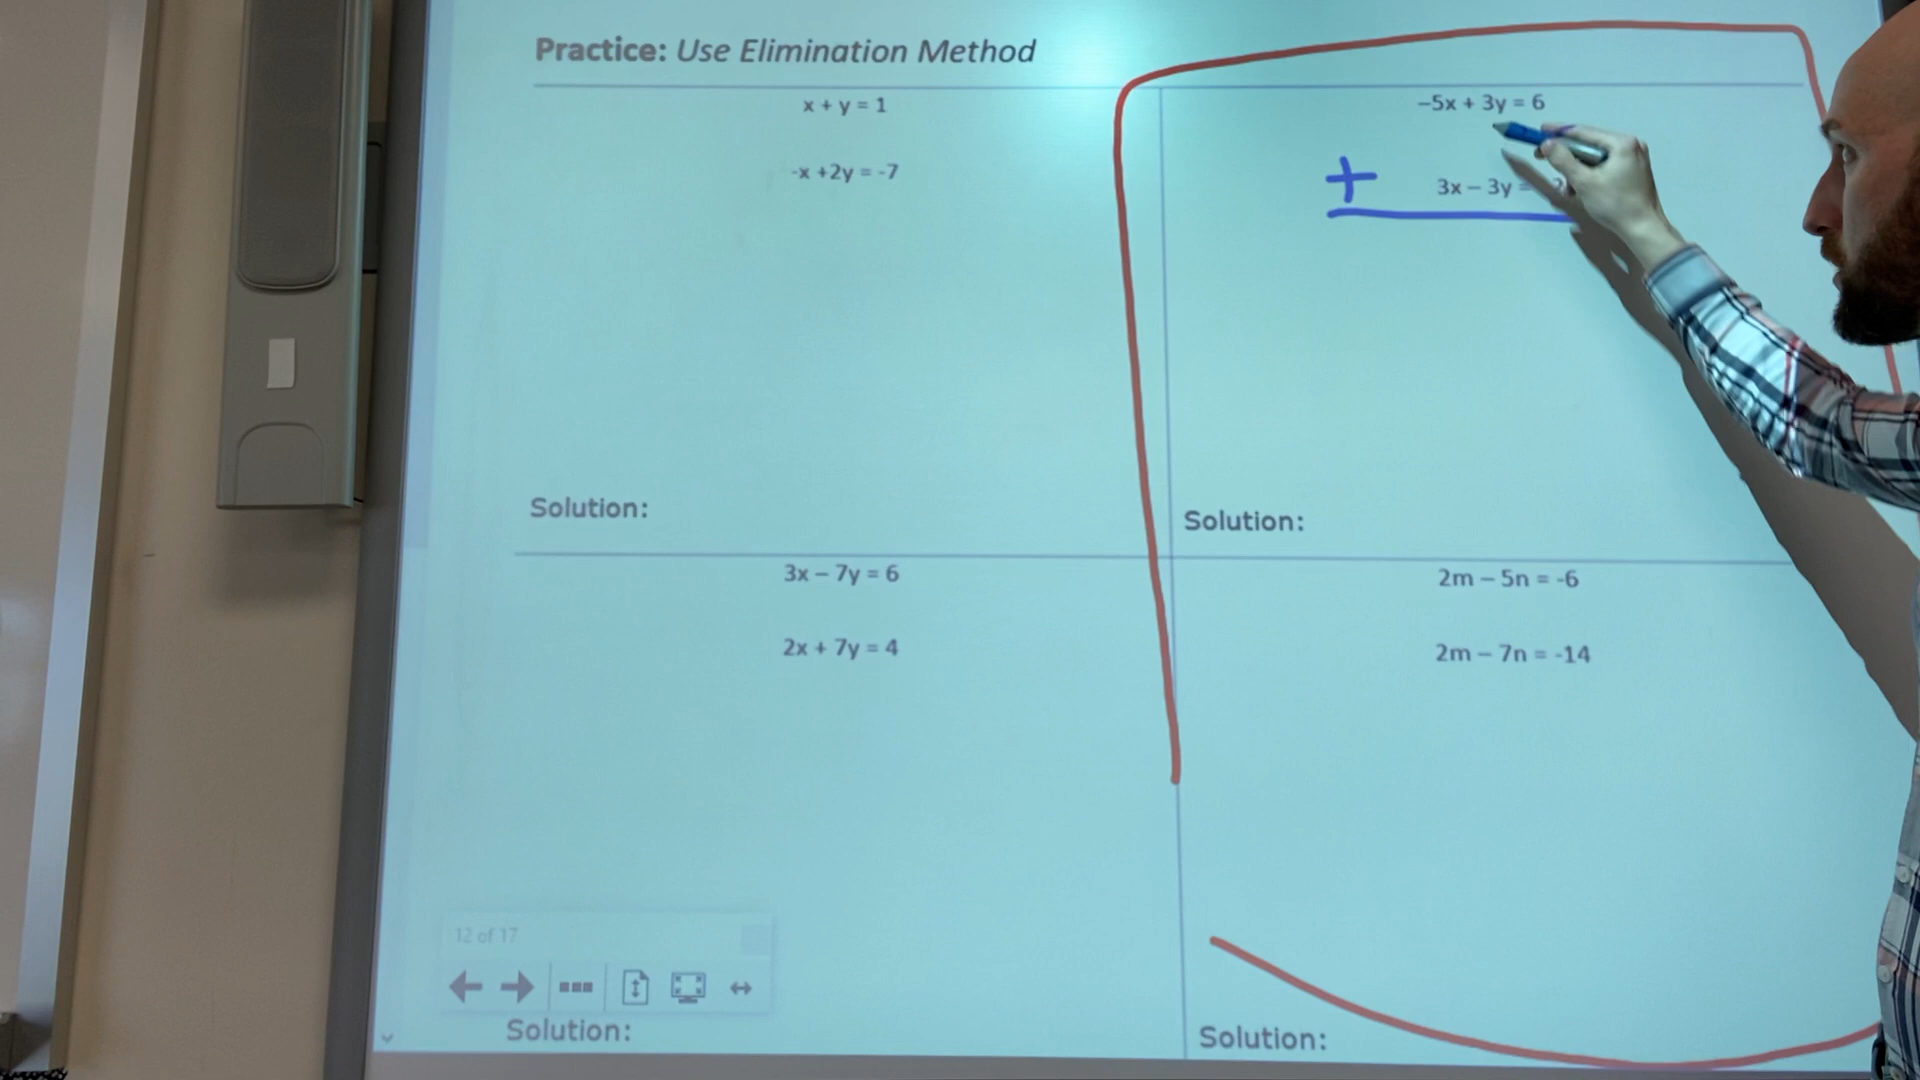 Practice: Use Elimination Method
x + y = 1
-x +2y = -7
Solution:
−5x + 3y = 6
+ 3x − 3y =
Solution:
3x − 7y = 6
2x + 7y = 4
Solution:
2m − 5n = -6
2m − 7n = -14
Solution:
12 of 17